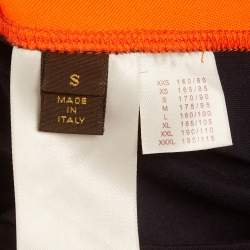 S
MADE
IN
ITALY
XXS 160/80
XS 165/85
S 170/90
M 175/95
L 180/100
XL 185/105
XXL 190/110
XXXL 195/115